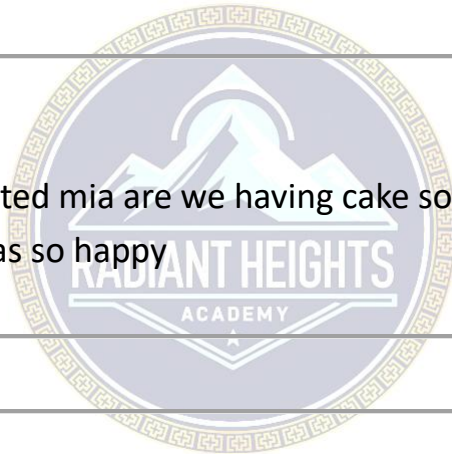 ted mia are we having cake so
as so happy
RADIANT HEIGHTS
ACADEMY